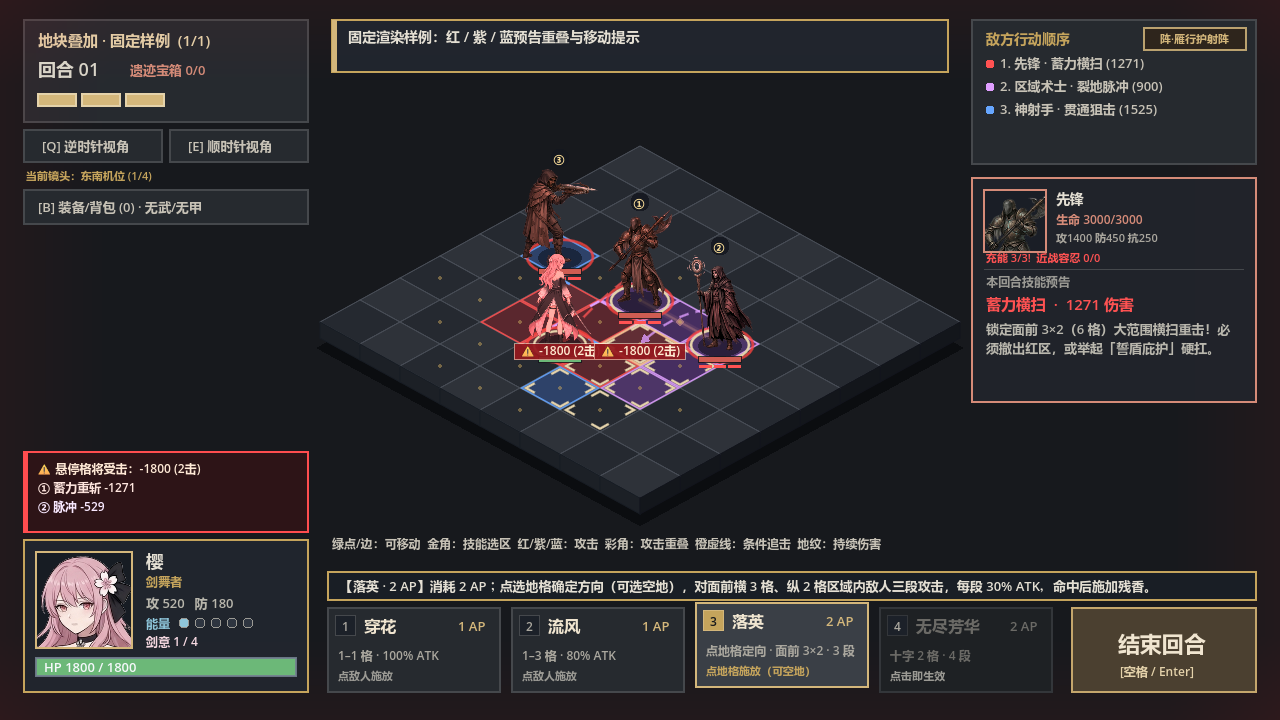 地块叠加 · 固定样例 (1/1)
回合 01 遗迹宝箱 0/0
[Q] 逆时针视角
[E] 顺时针视角
当前镜头：东南机位 (1/4)
[B] 装备/背包 (0) · 无武/无甲
固定渲染样例：红 / 紫 / 蓝预告重叠与移动提示
敌方行动顺序
阵·雁行护射阵
1. 先锋 · 蓄力横扫 (1271)
2. 区域术士 · 裂地脉冲 (900)
3. 神射手 · 贯通狙击 (1525)
先锋
生命 3000/3000
攻1400 防450 抗250
充能 3/3! 近战容忍 0/0
本回合技能预告
蓄力横扫 · 1271 伤害
锁定面前 3×2（6 格）大范围横扫重击！必
须撤出红区，或举起「誓盾庇护」硬扛。
③
①
②
-1800 (2击
-1800 (2击)
悬停格将受击：-1800 (2击)
① 蓄力重斩 -1271
② 脉冲 -529
樱
剑舞者
攻 520 防 180
能量
剑意 1 / 4
HP 1800 / 1800
绿点/边：可移动 金角：技能选区 红/紫/蓝：攻击 彩角：攻击重叠 橙虚线：条件追击 地纹：持续伤害
【落英 · 2 AP】消耗 2 AP；点选地格确定方向（可选空地），对面前横 3 格、纵 2 格区域内敌人三段攻击，每段 30% ATK，命中后施加残香。
1 穿花 1 AP
1–1 格 · 100% ATK
点敌人施放
2 流风 1 AP
1–3 格 · 80% ATK
点敌人施放
3 落英 2 AP
点地格定向 · 面前 3×2 · 3 段
点地格施放（可空地）
4 无尽芳华 2 AP
十字 2 格 · 4 段
点击即生效
结束回合
[空格 / Enter]